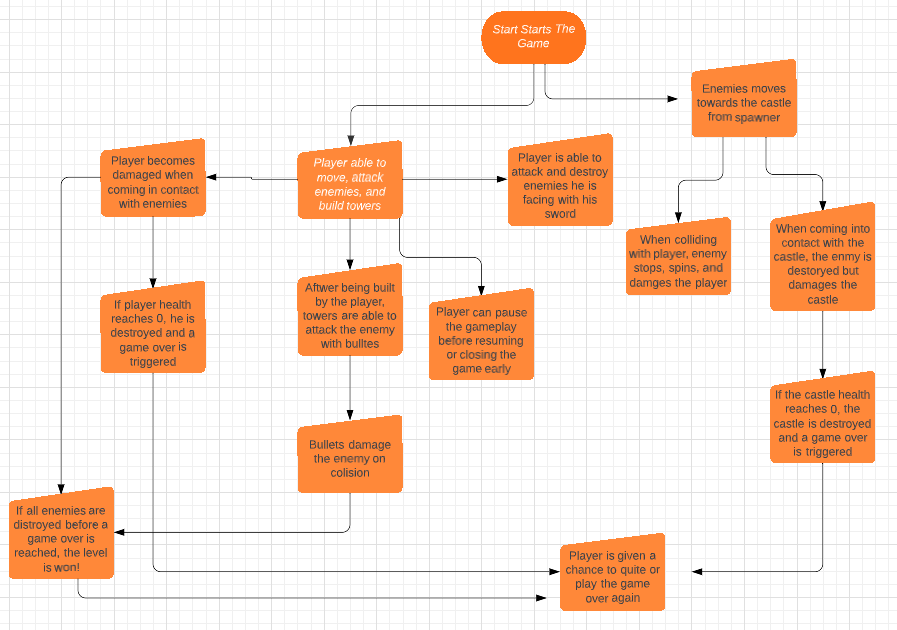 Start Starts The
Game
Enemies moves
towards the castle
from spawner
Player becomes
damaged when
coming in contact
with enemies
Player able to
move, attack
enemies, and
build towers
Player is able to
attack and destroy
enemies he is
facing with his
sword
When colliding
with player, enemy
stops, spins, and
damges the player
When coming into
contact with the
castle, the enmy is
destoryed but
damages the
castle
If player health
reaches 0, he is
destroyed and a
game over is
triggered
Aftwer being built
by the player,
towers are able to
attack the enemy
with bulltes
Player can pause
the gameplay
before resuming
or closing the
game early
If the castle health
reaches 0, the
castle is destroyed
and a game over
is triggered
Bullets damage
the enemy on
colision
If all enemies are
distroyed before a
game over is
reached, the level
is won!
Player is given a
chance to quite or
play the game
over again